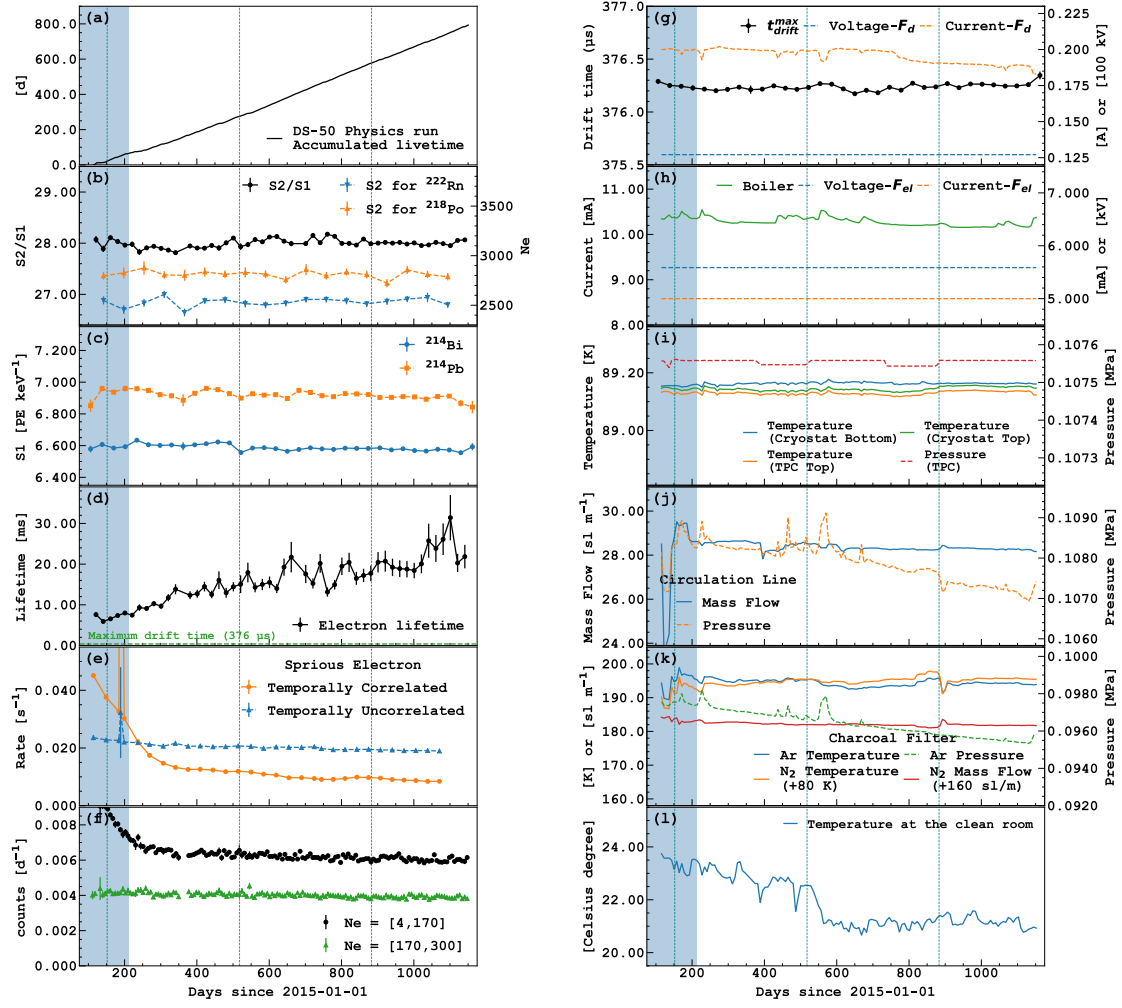 (a)
800.0
600.0
400.0
200.0
0.0
[d]
DS-50 Physics run
Accumulated livetime
(b)
29.00
28.00
27.00
S2/S1
S2/S1
S2 for ²²²Rn
S2 for ²¹⁸Po
3500
3000
2500
Ne
(c)
7.200
7.000
6.800
6.600
6.400
S1 [PE keV⁻¹]
²¹⁴Bi
²¹⁴Pb
(d)
30.00
20.00
10.00
0.00
Lifetime [ms]
Maximum drift time (376 μs)
Electron lifetime
(e)
0.040
0.020
0.000
Rate [s⁻¹]
Sprious Electron
Temporally Correlated
Temporally Uncorrelated
(f)
0.008
0.006
0.004
0.002
0.000
counts [d⁻¹]
Ne = [4,170]
Ne = [170,300]
200 400 600 800 1000
Days since 2015-01-01
(g)
377.0
376.5
376.0
375.5
Drift time (μs)
t_drift^max
Voltage-F_d
Current-F_d
0.225
0.200
0.175
0.150
0.125
[A] or [100 kV]
(h)
11.00
10.00
9.00
8.00
Current [mA]
Boiler
Voltage-F_el
Current-F_el
7.000
6.000
5.000
[mA] or [kV]
(i)
89.20
89.00
Temperature [K]
Temperature
(Cryostat Bottom)
Temperature
(TPC Top)
Temperature
(Cryostat Top)
Pressure
(TPC)
0.1076
0.1075
0.1074
0.1073
Pressure [MPa]
(j)
30.00
28.00
26.00
24.00
Mass Flow [sl m⁻¹]
Circulation Line
Mass Flow
Pressure
0.1090
0.1080
0.1070
0.1060
Pressure [MPa]
(k)
200.0
190.0
180.0
170.0
160.0
[K] or [sl m⁻¹]
Charcoal Filter
Ar Temperature
N₂ Temperature
(+80 K)
Ar Pressure
N₂ Mass Flow
(+160 sl/m)
0.1000
0.0980
0.0960
0.0940
0.0920
Pressure [MPa]
(l)
24.00
22.00
20.00
[Celsius degree]
Temperature at the clean room
200 400 600 800 1000
Days since 2015-01-01